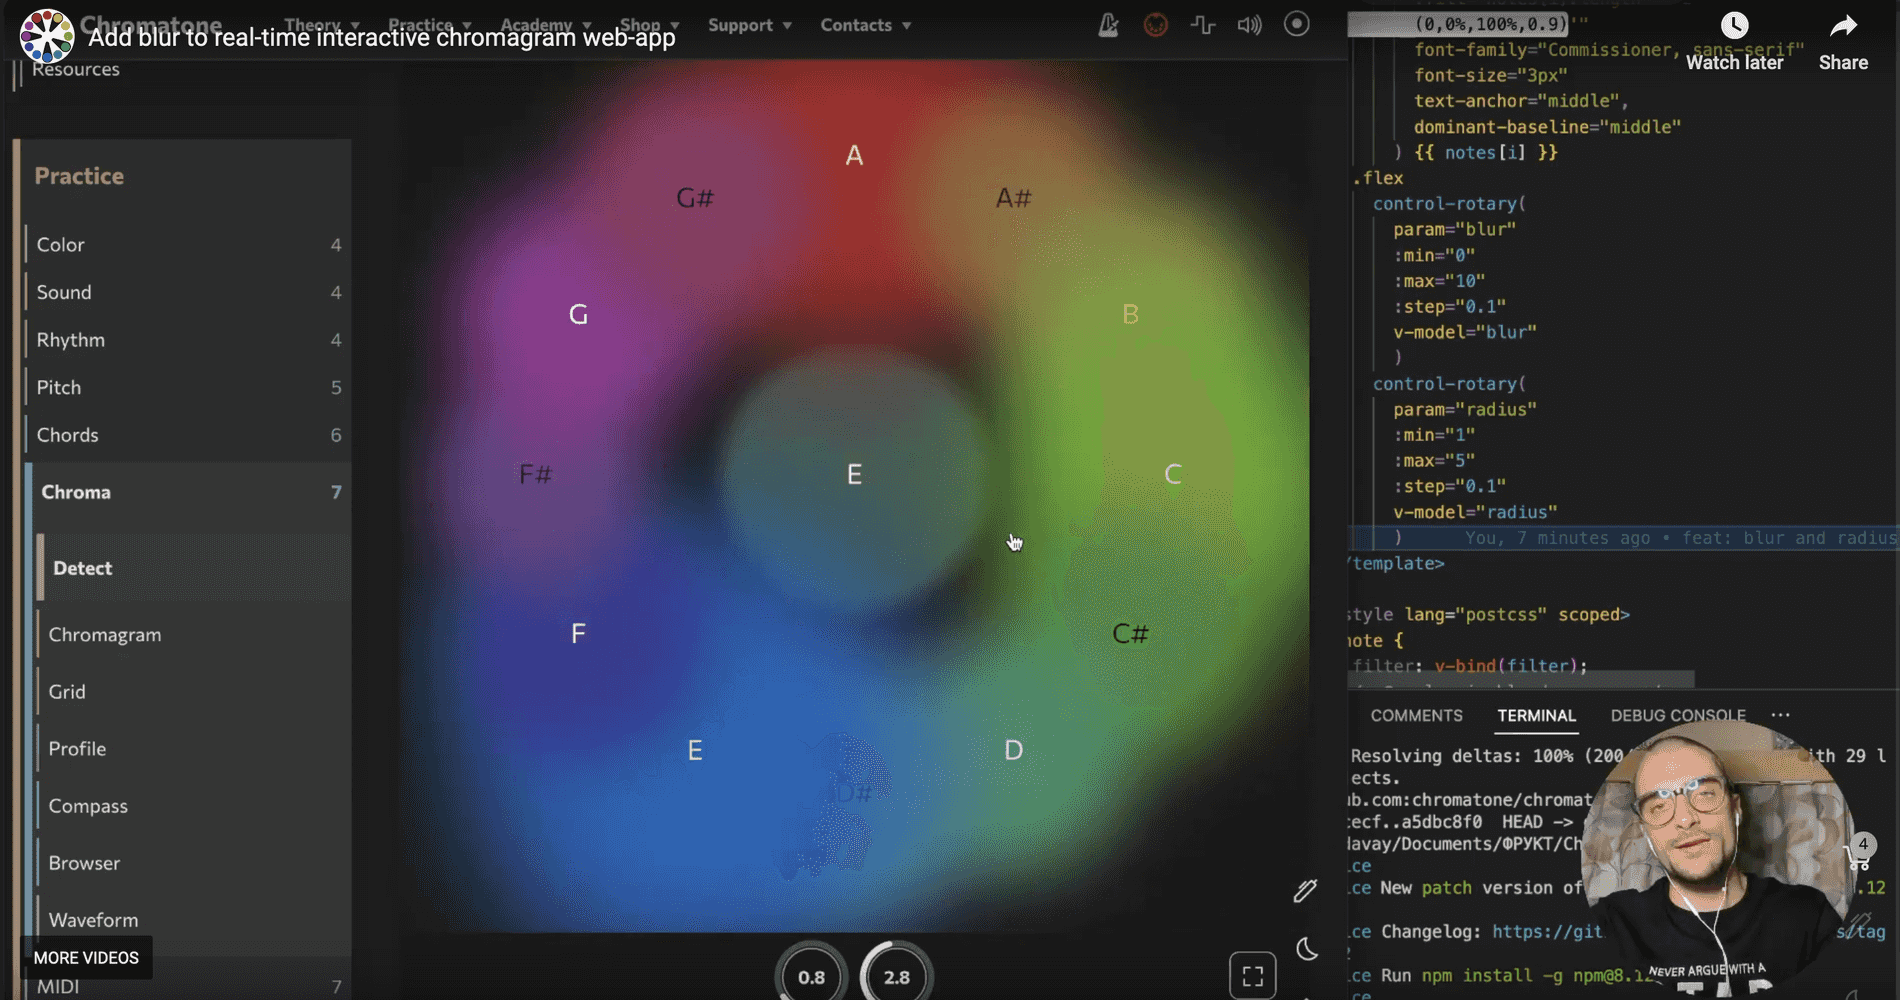 Chromatone
Theory
Practice
Academy
Shop
Support
Contacts
Add blur to real-time interactive chromagram web-app
Watch later
Share
Resources
Practice
Color 4
Sound 4
Rhythm 4
Pitch 5
Chords 6
Chroma 7
Detect
Chromagram
Grid
Profile
Compass
Browser
Waveform
MORE VIDEOS
MIDI 7
A
G#
A#
G
B
F#
E
C
F
C#
E
D
D#
0.8
2.8
(0,0%,100%,0.9)
font-family="Commissioner, sans-serif"
font-size="3px"
text-anchor="middle",
dominant-baseline="middle"
) {{ notes[i] }}
.flex
control-rotary(
param="blur"
:min="0"
:max="10"
:step="0.1"
v-model="blur"
)
control-rotary(
param="radius"
:min="1"
:max="5"
:step="0.1"
v-model="radius"
) You, 7 minutes ago • feat: blur and radius
/template>
style lang="postcss" scoped>
note {
filter: v-bind(filter);
COMMENTS
TERMINAL
DEBUG CONSOLE
Resolving deltas: 100% (200/ ith 29 l
ects.
ub.com:chromatone/chromat
ecf..a5dbc8f0 HEAD ->
davay/Documents/ФРУКТ/Ch
ce
ce New patch version of .12
ce Changelog: https://git s/tag
ce Run npm install -g npm@8.12
ce
4
NEVER ARGUE WITH A